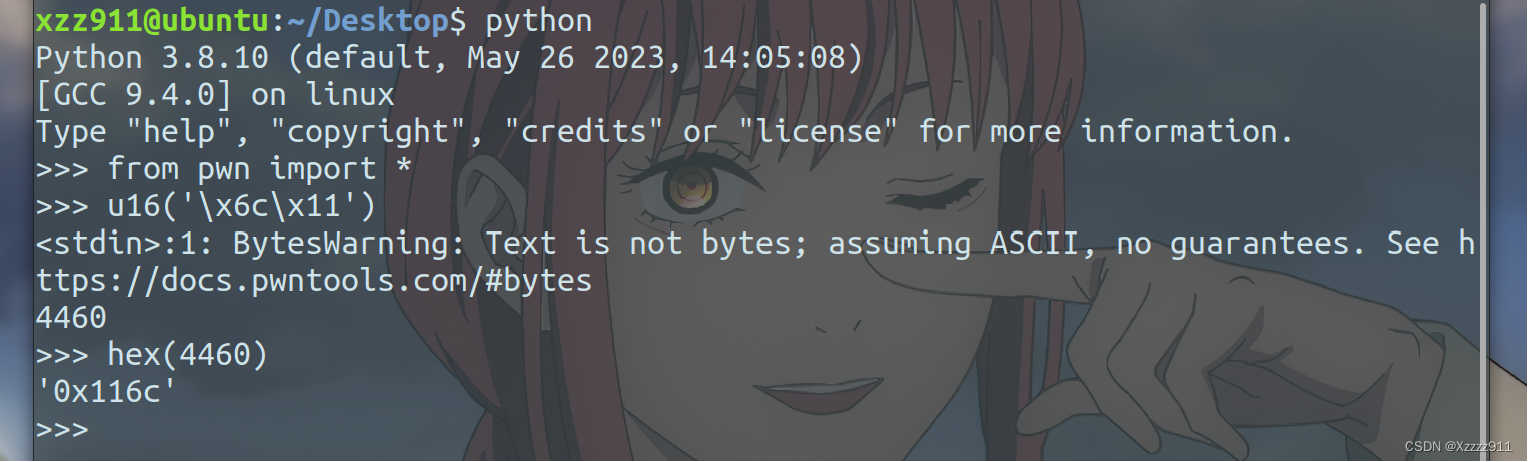 xzz911@ubuntu:~/Desktop$ python
Python 3.8.10 (default, May 26 2023, 14:05:08)
[GCC 9.4.0] on linux
Type "help", "copyright", "credits" or "license" for more information.
>>> from pwn import *
>>> u16('\x6c\x11')
<stdin>:1: BytesWarning: Text is not bytes; assuming ASCII, no guarantees. See h
ttps://docs.pwntools.com/#bytes
4460
>>> hex(4460)
'0x116c'
>>>
CSDN @Xzzzz911